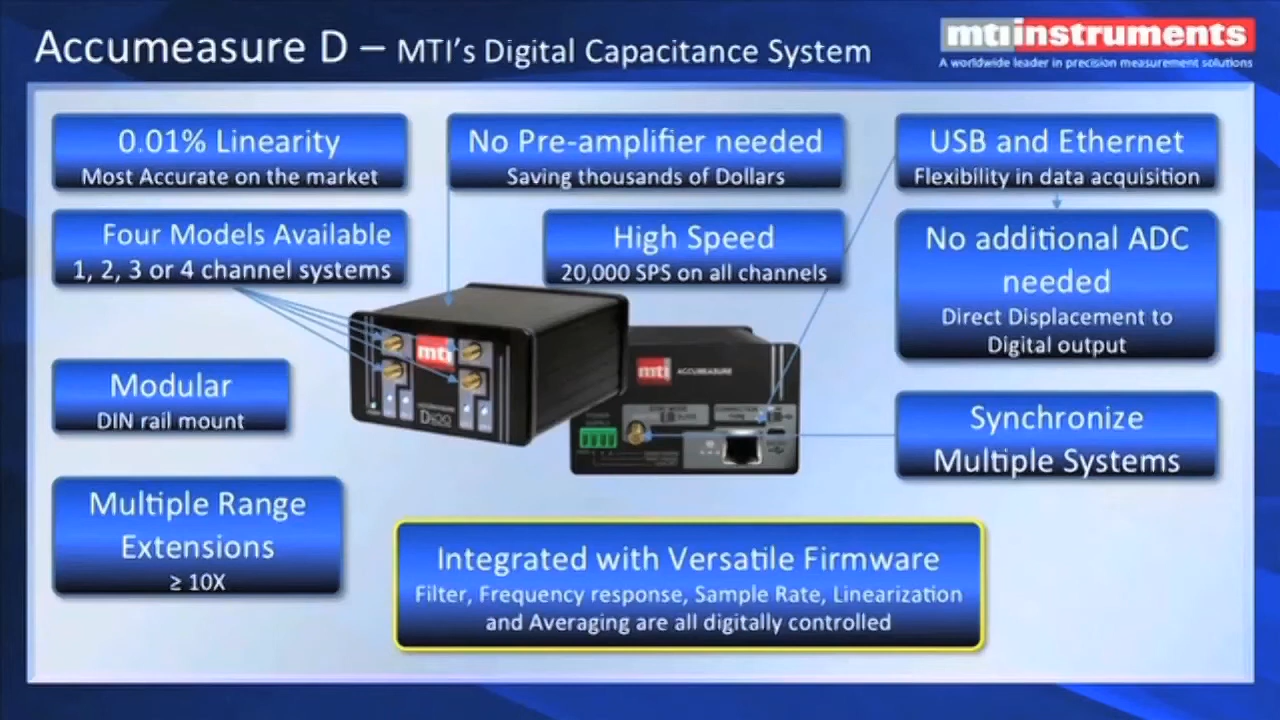 Accumeasure D – MTI's Digital Capacitance System
mtiinstruments
A worldwide leader in precision measurement solutions
0.01% Linearity
Most Accurate on the market
No Pre-amplifier needed
Saving thousands of Dollars
USB and Ethernet
Flexibility in data acquisition
Four Models Available
1, 2, 3 or 4 channel systems
High Speed
20,000 SPS on all channels
No additional ADC
needed
Direct Displacement to
Digital output
mti
mti ACCUMEASURE
Modular
DIN rail mount
Synchronize
Multiple Systems
Multiple Range
Extensions
≥ 10X
Integrated with Versatile Firmware
Filter, Frequency response, Sample Rate, Linearization
and Averaging are all digitally controlled